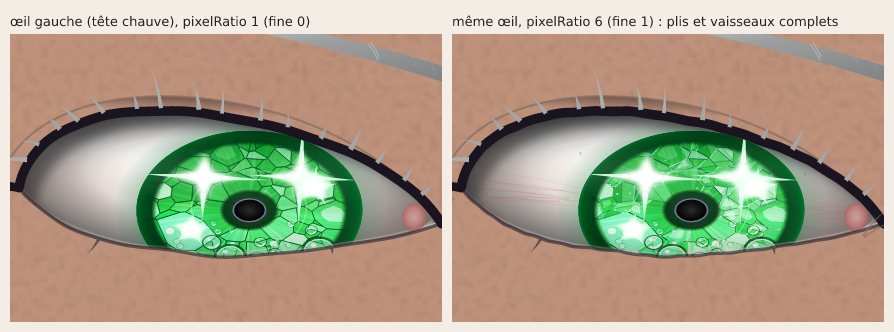 œil gauche (tête chauve), pixelRatio 1 (fine 0)
même œil, pixelRatio 6 (fine 1) : plis et vaisseaux complets